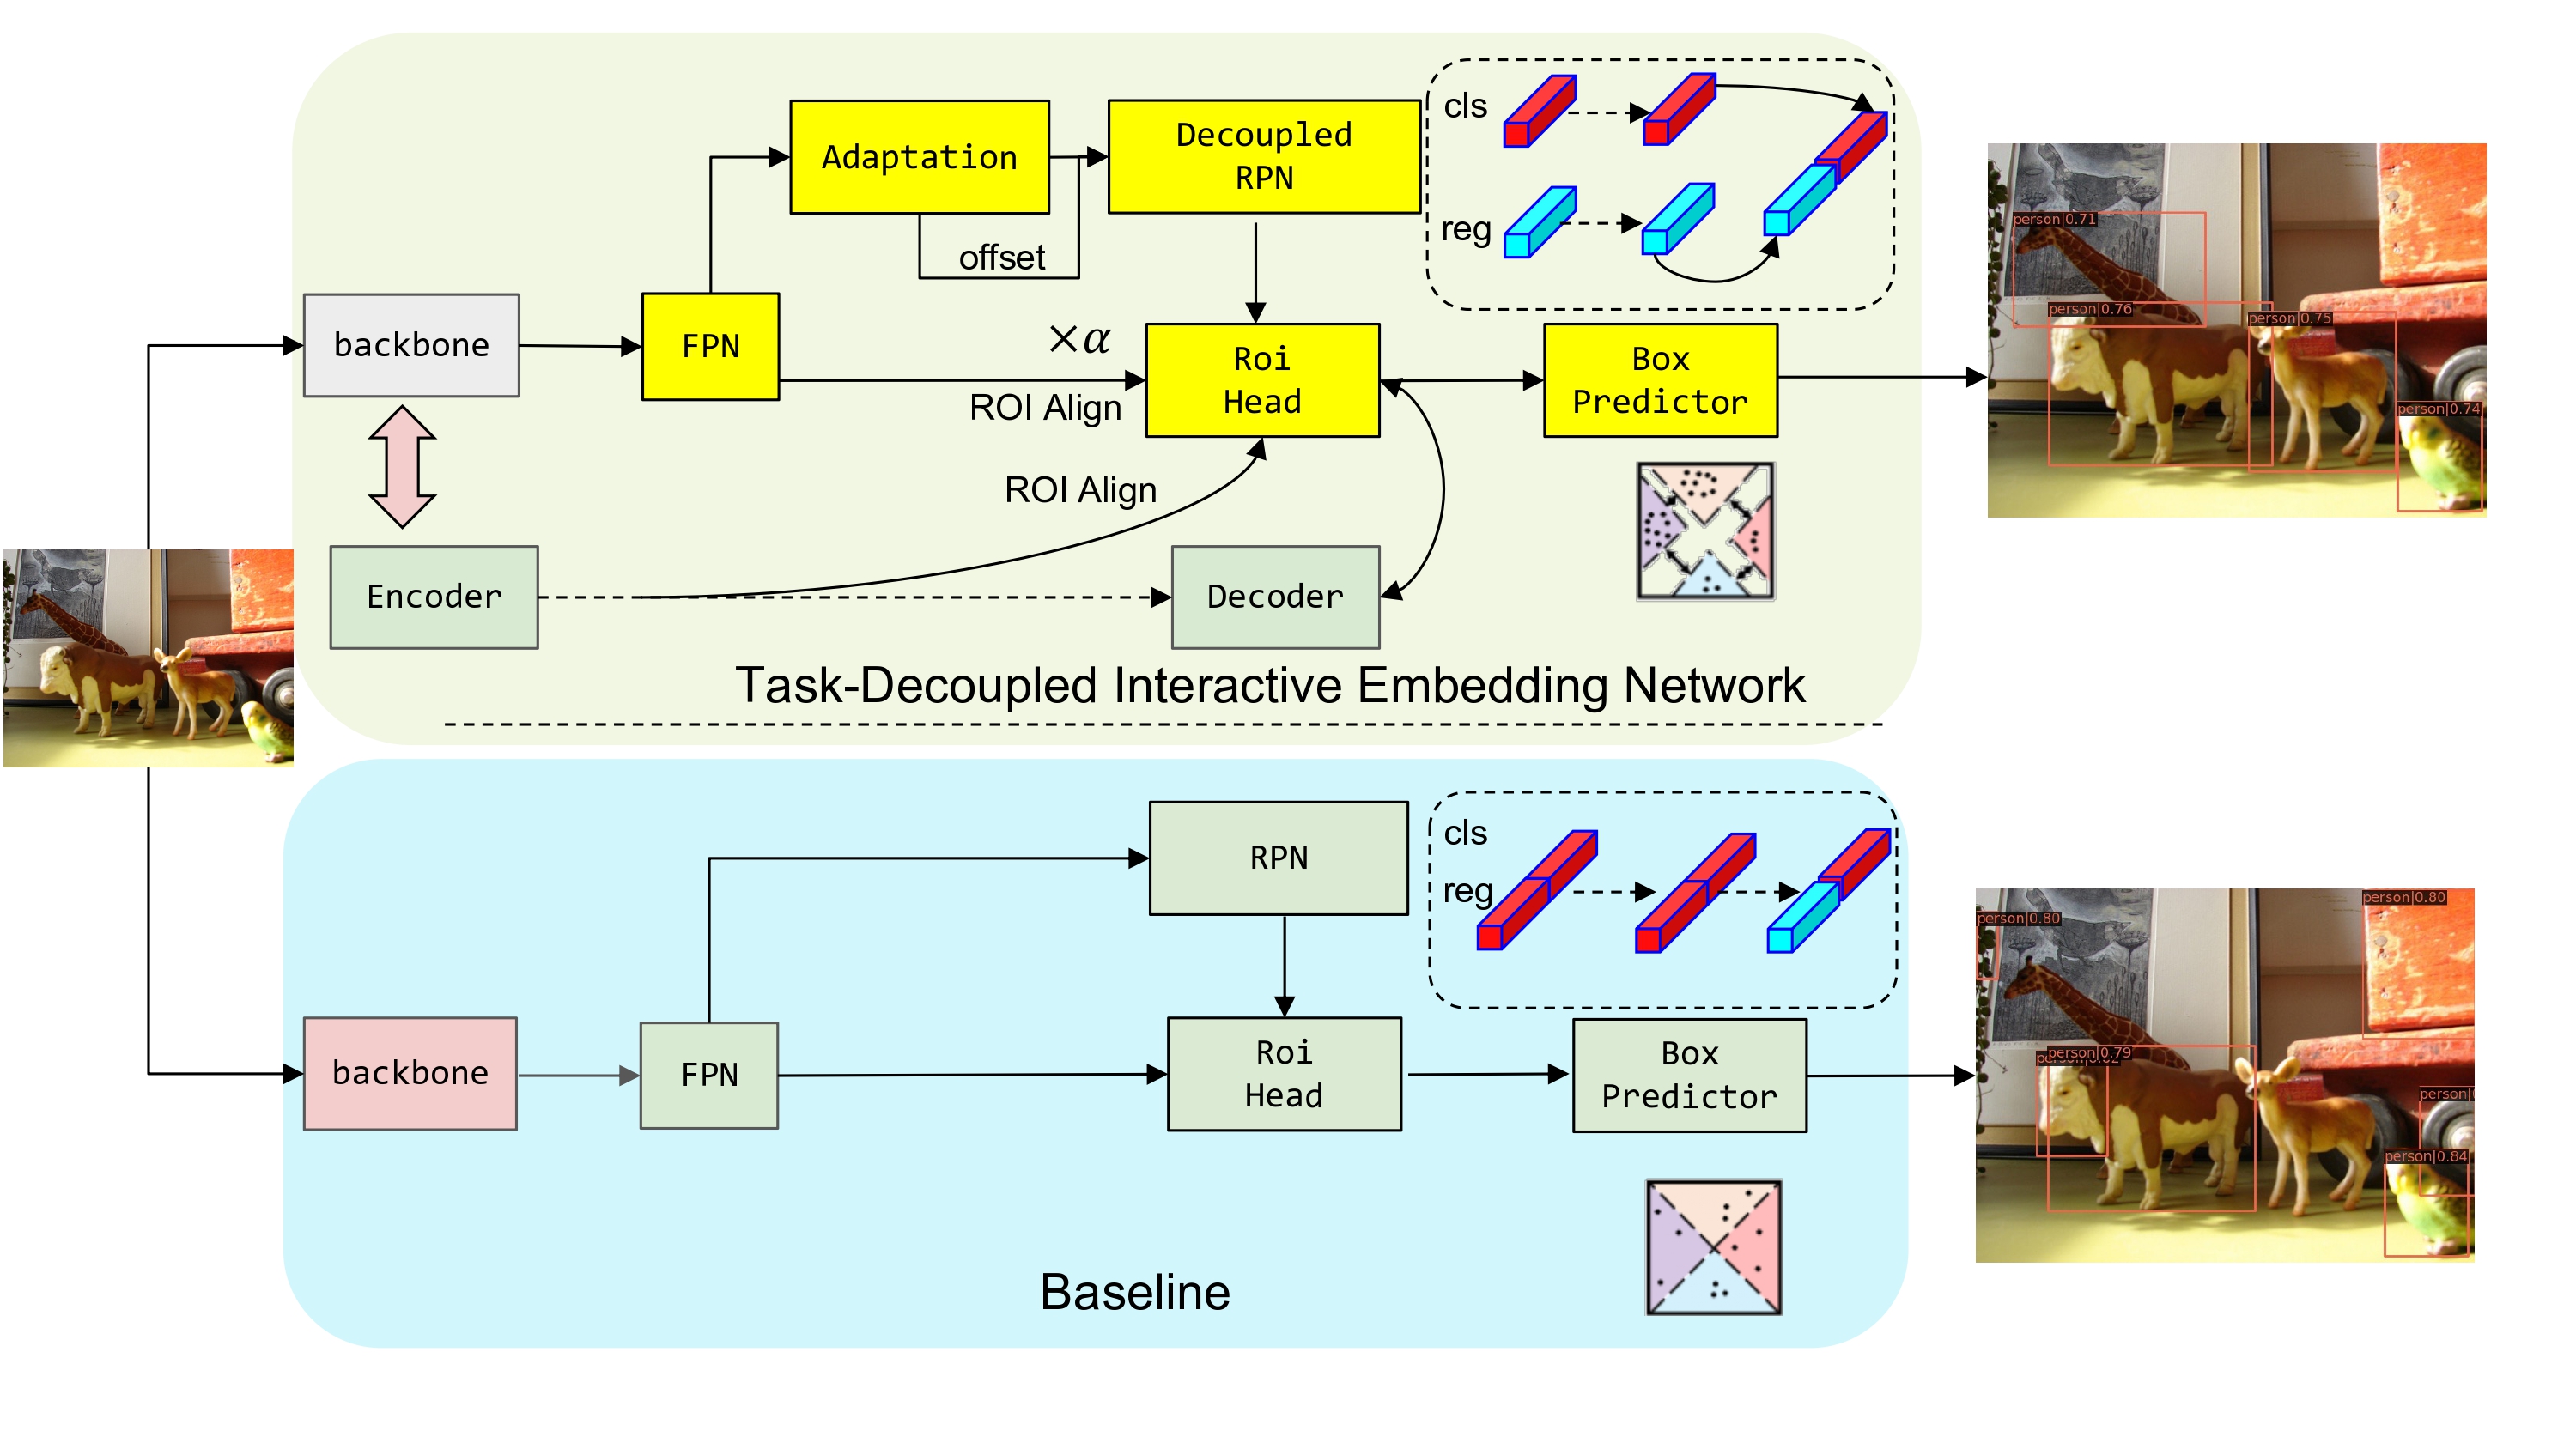 cls
reg
Adaptation
Decoupled
RPN
offset
backbone
FPN
×α
ROI Align
Roi
Head
Box
Predictor
ROI Align
Encoder
Decoder
Task-Decoupled Interactive Embedding Network
person|0.71
person|0.76
person|0.75
person|0.74
cls
reg
RPN
backbone
FPN
Roi
Head
Box
Predictor
Baseline
person|0.80
person|0.80
person|0.79
person|
person|0.84